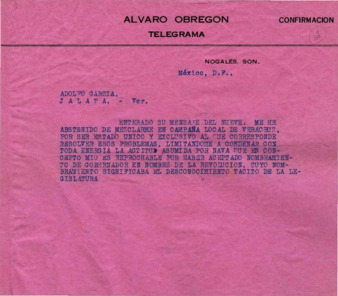 ALVARO OBREGON
CONFIRMACION
TELEGRAMA
NOGALES, SON.
México, D.F.,
ADOLFO GARCIA.
J A L A P A . - Ver.
ENTERADO SU MENSAJE DEL NUEVE. ME HE
ABSTENIDO DE MEZCLARME EN CAMPAÑA LOCAL DE VERACRUZ,
POR SER ESTADO UNICO Y EXCLUSIVO AL QUE CORRESPONDE
RESOLVER ESOS PROBLEMAS, LIMITANDOME A CONDENAR CON
TODA ENERGIA LA ACTITUD ASUMIDA POR NAVA QUE EN CON-
CEPTO MIO ES REPROCHABLE POR HABER ACEPTADO NOMBRAMIEN-
TO DE GOBERNADOR EN NOMBRE DE LA REVOLUCION, CUYO NOM-
BRAMIENTO SIGNIFICABA EL DESCONOCIMIENTO TACITO DE LA LE-
GISLATURA